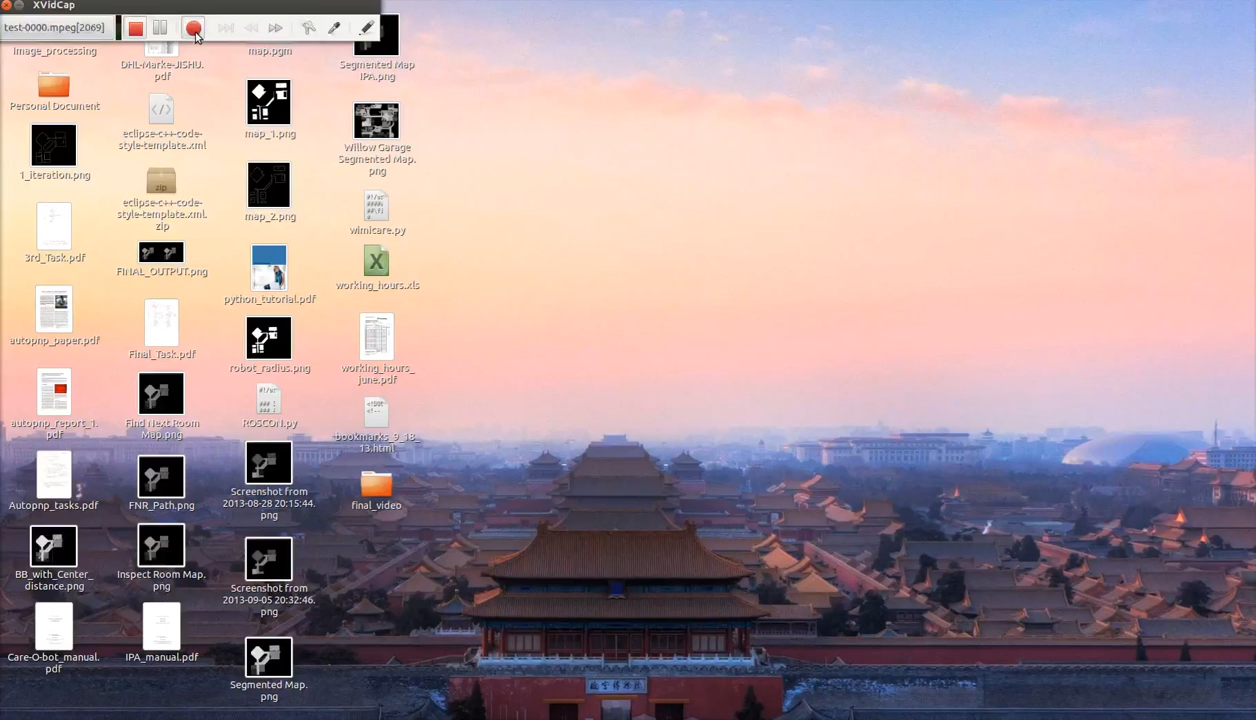 XVidCap
test-0000.mpeg[2069]
image_processing
Personal Document
1_iteration.png
3rd_Task.pdf
autopnp_paper.pdf
autopnp_report_1.
pdf
Autopnp_tasks.pdf
BB_with_Center_
distance.png
Care-O-bot_manual.
pdf
DHL-Marke-JISHU.
pdf
</>
eclipse-c++-code-
style-template.xml
zip
eclipse-c++-code-
style-template.xml.
zip
FINAL_OUTPUT.png
Final_Task.pdf
Find Next Room
Map.png
FNR_Path.png
Inspect Room Map.
png
IPA_manual.pdf
map.pgm
map_1.png
map_2.png
python_tutorial.pdf
robot_radius.png
ROSCON.py
Screenshot from
2013-08-28 20:15:44.
png
Screenshot from
2013-09-05 20:32:46.
png
Segmented Map.
png
Segmented Map
IPA.png
Willow Garage
Segmented Map.
png
wimicare.py
X
working_hours.xls
working_hours_
june.pdf
bookmarks_9_18_
13.html
final_video